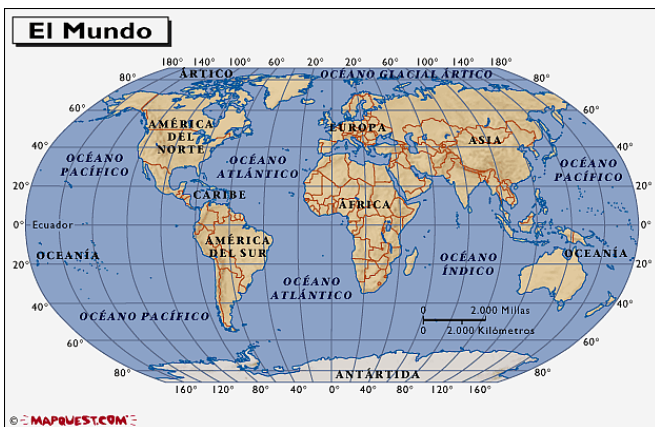 El Mundo
180° 140° 100° 60° 20° 20° 60° 100° 140° 180°
80° ÁRTICO OCÉANO GLACIAL ÁRTICO 80°
60° 60°
AMÉRICA
DEL
NORTE
EUROPA
ASIA
40° 40°
OCÉANO
PACÍFICO
OCÉANO
ATLÁNTICO
OCÉANO
PACÍFICO
20° 20°
CARIBE
ÁFRICA
0° Ecuador 0°
OCEANÍA
AMÉRICA
DEL SUR
OCÉANO
ÍNDICO
OCEANÍA
20° 20°
OCÉANO
ATLÁNTICO
40° 40°
OCÉANO PACÍFICO
0 2.000 Millas
0 2.000 Kilómetros
60° 60°
80° ANTÁRTIDA 80°
160° 120° 80° 40° 0° 40° 80° 120° 160°
© MAPQUEST.COM